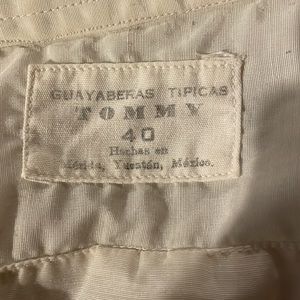 GUAYABERAS TIPICAS
TOMMY
40
Hechas en
Mérida, Yucatán, México.